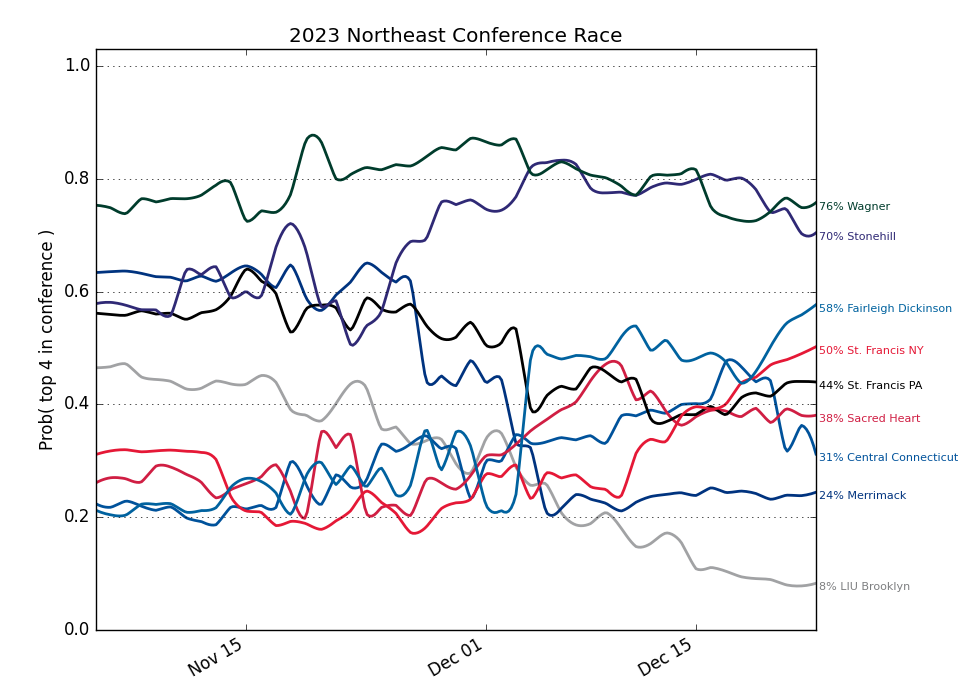 2023 Northeast Conference Race
Prob( top 4 in conference )
1.0
0.8
0.6
0.4
0.2
0.0
Nov 15
Dec 01
Dec 15
76% Wagner
70% Stonehill
58% Fairleigh Dickinson
50% St. Francis NY
44% St. Francis PA
38% Sacred Heart
31% Central Connecticut
24% Merrimack
8% LIU Brooklyn